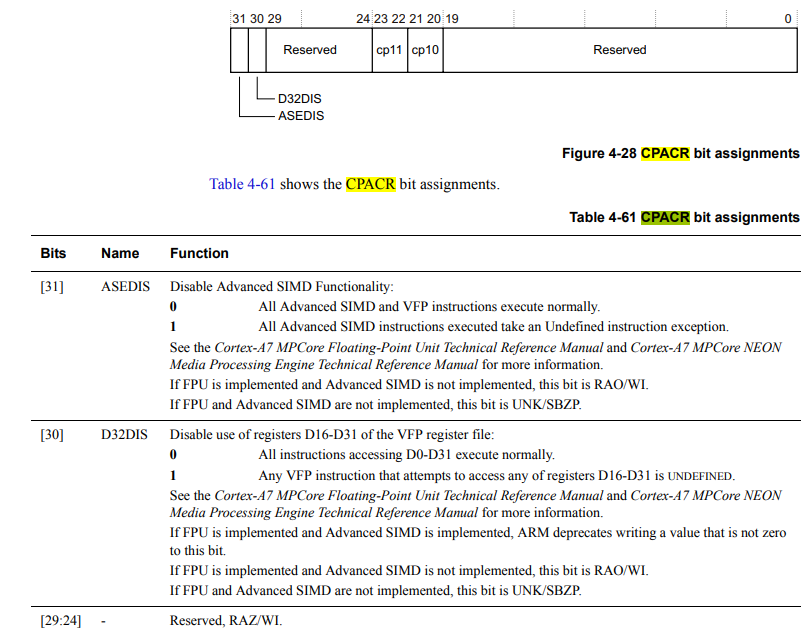 31 30 29 24 23 22 21 20 19 0
Reserved cp11 cp10 Reserved
D32DIS
ASEDIS
Figure 4-28 CPACR bit assignments
Table 4-61 shows the CPACR bit assignments.
Table 4-61 CPACR bit assignments
Bits Name Function
[31] ASEDIS Disable Advanced SIMD Functionality:
0 All Advanced SIMD and VFP instructions execute normally.
1 All Advanced SIMD instructions executed take an Undefined instruction exception.
See the Cortex-A7 MPCore Floating-Point Unit Technical Reference Manual and Cortex-A7 MPCore NEON
Media Processing Engine Technical Reference Manual for more information.
If FPU is implemented and Advanced SIMD is not implemented, this bit is RAO/WI.
If FPU and Advanced SIMD are not implemented, this bit is UNK/SBZP.
[30] D32DIS Disable use of registers D16-D31 of the VFP register file:
0 All instructions accessing D0-D31 execute normally.
1 Any VFP instruction that attempts to access any of registers D16-D31 is UNDEFINED.
See the Cortex-A7 MPCore Floating-Point Unit Technical Reference Manual and Cortex-A7 MPCore NEON
Media Processing Engine Technical Reference Manual for more information.
If FPU is implemented and Advanced SIMD is implemented, ARM deprecates writing a value that is not zero
to this bit.
If FPU is implemented and Advanced SIMD is not implemented, this bit is RAO/WI.
If FPU and Advanced SIMD are not implemented, this bit is UNK/SBZP.
[29:24] - Reserved, RAZ/WI.